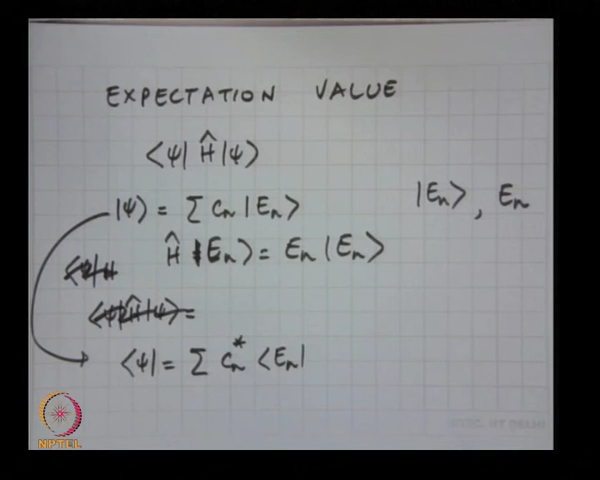 EXPECTATION VALUE
⟨ψ| Ĥ |ψ⟩
|ψ⟩ = Σ cₙ |Eₙ⟩ |Eₙ⟩, Eₙ
Ĥ |Eₙ⟩ = Eₙ |Eₙ⟩
⟨ψ|Ĥ|ψ⟩ =
⟨ψ| = Σ cₙ* ⟨Eₙ|
NPTEL